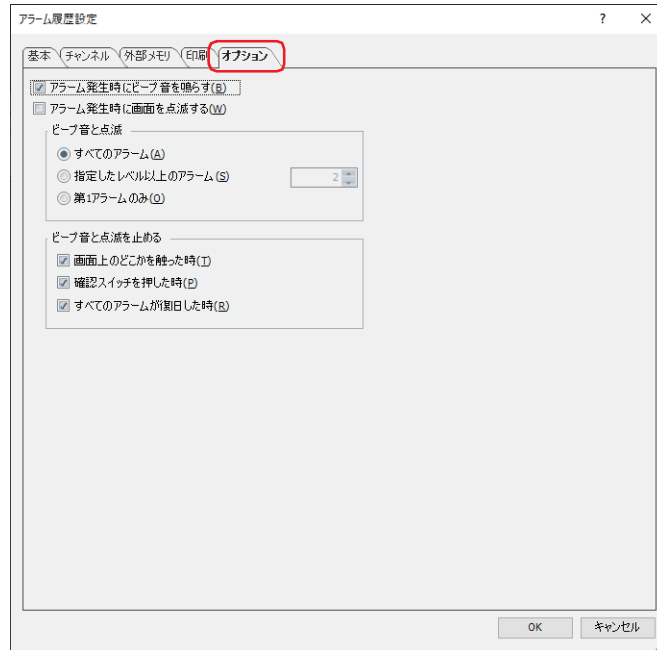 アラーム履歴設定 ? ×
基本 チャンネル 外部メモリ 印刷 オプション
アラーム発生時にビープ音を鳴らす(B)
アラーム発生時に画面を点滅する(W)
ビープ音と点滅
すべてのアラーム(A)
指定したレベル以上のアラーム(S) 2
第1アラームのみ(O)
ビープ音と点滅を止める
画面上のどこかを触った時(T)
確認スイッチを押した時(P)
すべてのアラームが復旧した時(R)
OK キャンセル